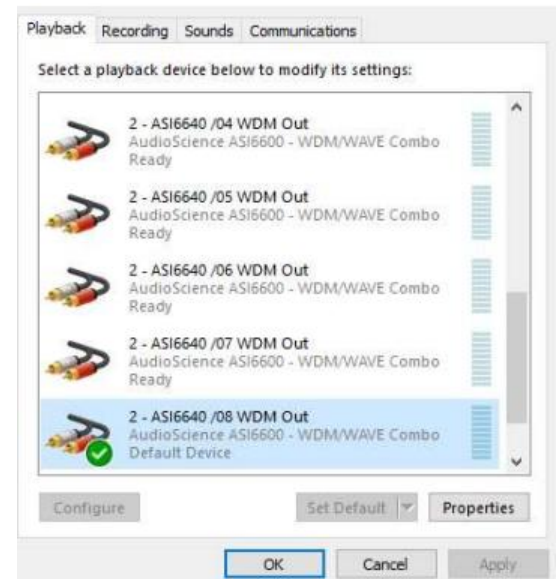 Playback Recording Sounds Communications
Select a playback device below to modify its settings:
2 - ASI6640 /04 WDM Out
AudioScience ASI6600 - WDM/WAVE Combo
Ready
2 - ASI6640 /05 WDM Out
AudioScience ASI6600 - WDM/WAVE Combo
Ready
2 - ASI6640 /06 WDM Out
AudioScience ASI6600 - WDM/WAVE Combo
Ready
2 - ASI6640 /07 WDM Out
AudioScience ASI6600 - WDM/WAVE Combo
Ready
2 - ASI6640 /08 WDM Out
AudioScience ASI6600 - WDM/WAVE Combo
Default Device
Configure Set Default Properties
OK Cancel Apply